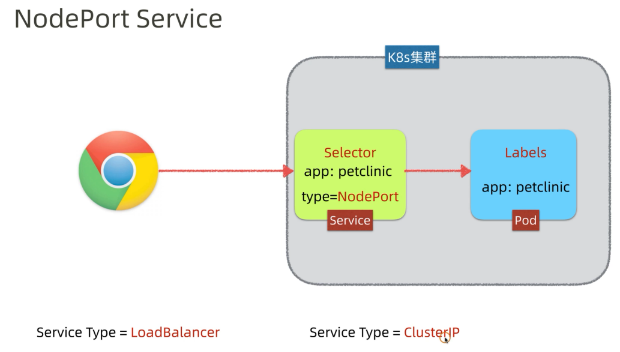 NodePort Service
K8s集群
Selector
app: petclinic
type=NodePort
Service
Labels
app: petclinic
Pod
Service Type = LoadBalancer
Service Type = ClusterIP